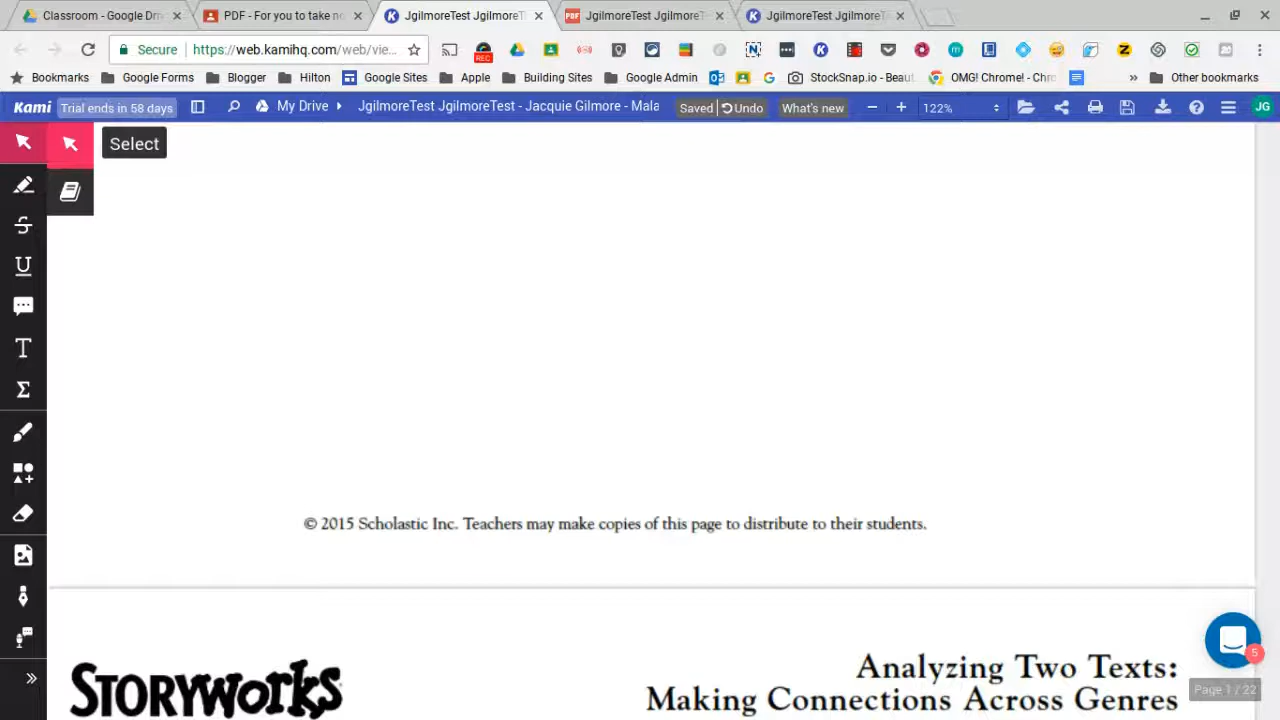 Classroom - Google Dri
PDF - For you to take no
JgilmoreTest JgilmoreT
JgilmoreTest JgilmoreTest
JgilmoreTest JgilmoreTe
Secure
https://web.kamihq.com/web/vie...
REC
Bookmarks
Google Forms
Blogger
Hilton
Google Sites
Apple
Building Sites
Google Admin
StockSnap.io - Beaut
OMG! Chrome! - Chro
Other bookmarks
Kami
Trial ends in 58 days
My Drive
JgilmoreTest JgilmoreTest - Jacquie Gilmore - Mala
Saved
Undo
What's new
122%
JG
Select
© 2015 Scholastic Inc. Teachers may make copies of this page to distribute to their students.
STORYWORKS
Analyzing Two Texts:
Making Connections Across Genres
5
Page 1 / 22